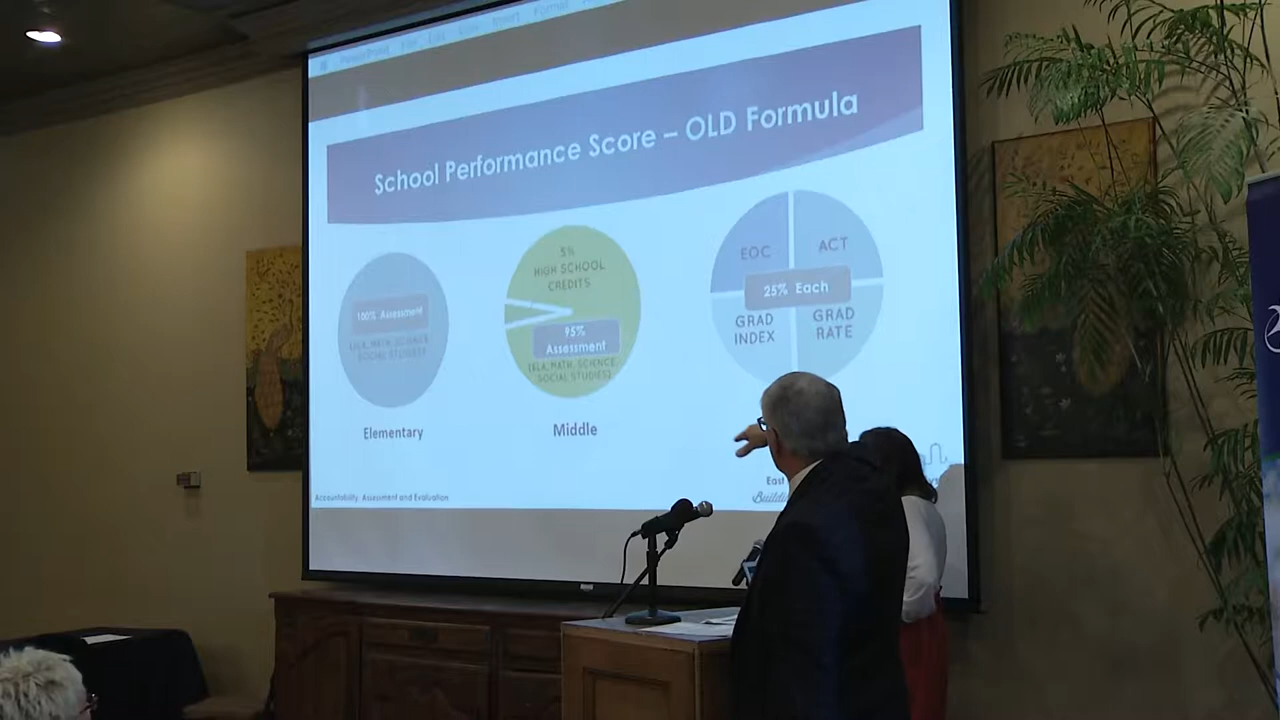 School Performance Score – OLD Formula
100% Assessment
(ELA, MATH, SCIENCE
SOCIAL STUDIES)
Elementary
5%
HIGH SCHOOL
CREDITS
95%
Assessment
(ELA, MATH, SCIENCE,
SOCIAL STUDIES)
Middle
EOC
ACT
25% Each
GRAD
INDEX
GRAD
RATE
East
Accountability, Assessment and Evaluation